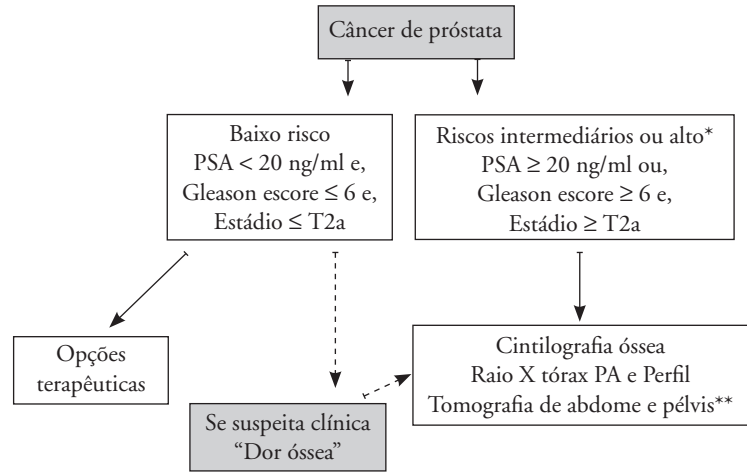 Câncer de próstata
Baixo risco
PSA < 20 ng/ml e,
Gleason escore ≤ 6 e,
Estádio ≤ T2a
Riscos intermediários ou alto*
PSA ≥ 20 ng/ml ou,
Gleason escore ≥ 6 e,
Estádio ≥ T2a
Opções
terapêuticas
Cintilografia óssea
Raio X tórax PA e Perfil
Tomografia de abdome e pélvis**
Se suspeita clínica
“Dor óssea”